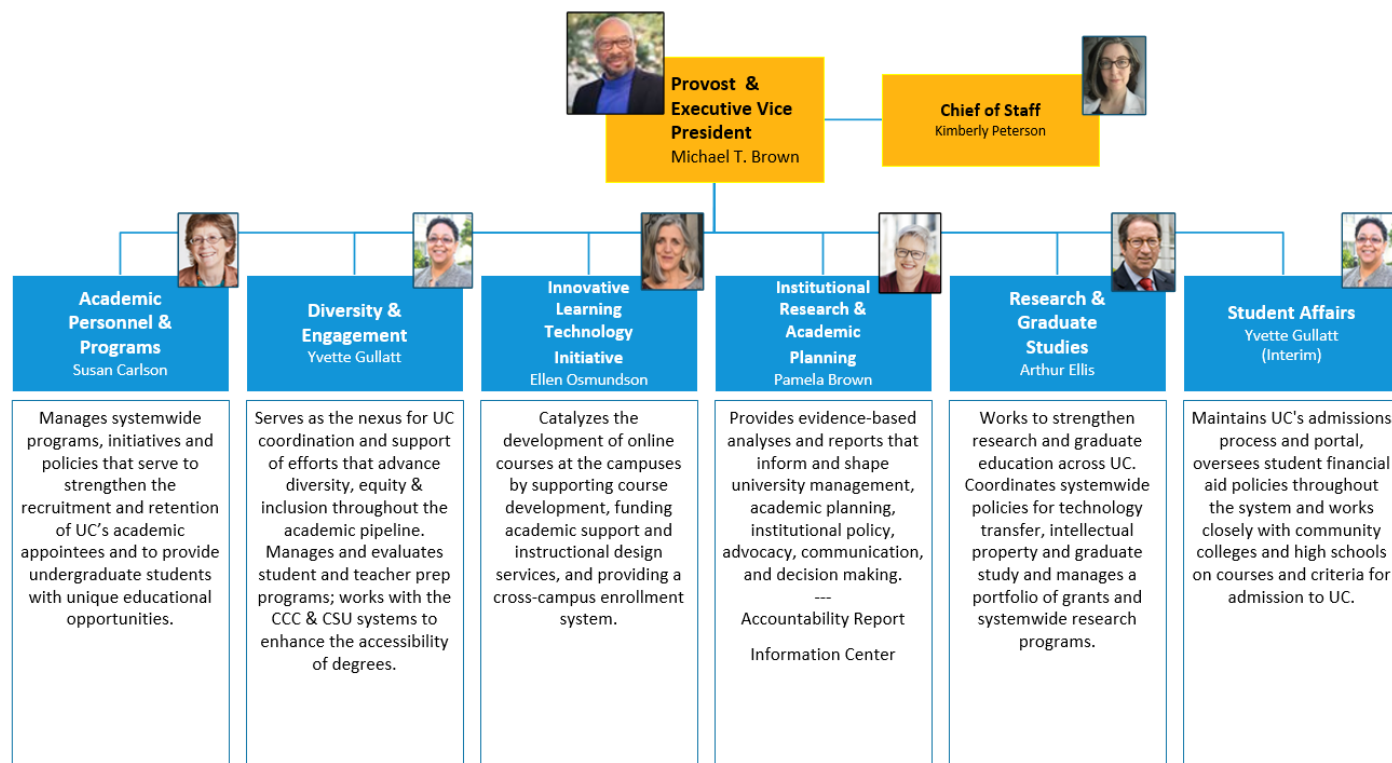 Provost &
Executive Vice
President
Michael T. Brown
Chief of Staff
Kimberly Peterson
Academic
Personnel &
Programs
Susan Carlson
Diversity &
Engagement
Yvette Gullatt
Innovative
Learning
Technology
Initiative
Ellen Osmundson
Institutional
Research &
Academic
Planning
Pamela Brown
Research &
Graduate
Studies
Arthur Ellis
Student Affairs
Yvette Gullatt
(Interim)
Manages systemwide
programs, initiatives and
policies that serve to
strengthen the
recruitment and retention
of UC’s academic
appointees and to provide
undergraduate students
with unique educational
opportunities.
Serves as the nexus for UC
coordination and support
of efforts that advance
diversity, equity &
inclusion throughout the
academic pipeline.
Manages and evaluates
student and teacher prep
programs; works with the
CCC & CSU systems to
enhance the accessibility
of degrees.
Catalyzes the
development of online
courses at the campuses
by supporting course
development, funding
academic support and
instructional design
services, and providing a
cross-campus enrollment
system.
Provides evidence-based
analyses and reports that
inform and shape
university management,
academic planning,
institutional policy,
advocacy, communication,
and decision making.
---
Accountability Report
Information Center
Works to strengthen
research and graduate
education across UC.
Coordinates systemwide
policies for technology
transfer, intellectual
property and graduate
study and manages a
portfolio of grants and
systemwide research
programs.
Maintains UC's admissions
process and portal,
oversees student financial
aid policies throughout
the system and works
closely with community
colleges and high schools
on courses and criteria for
admission to UC.